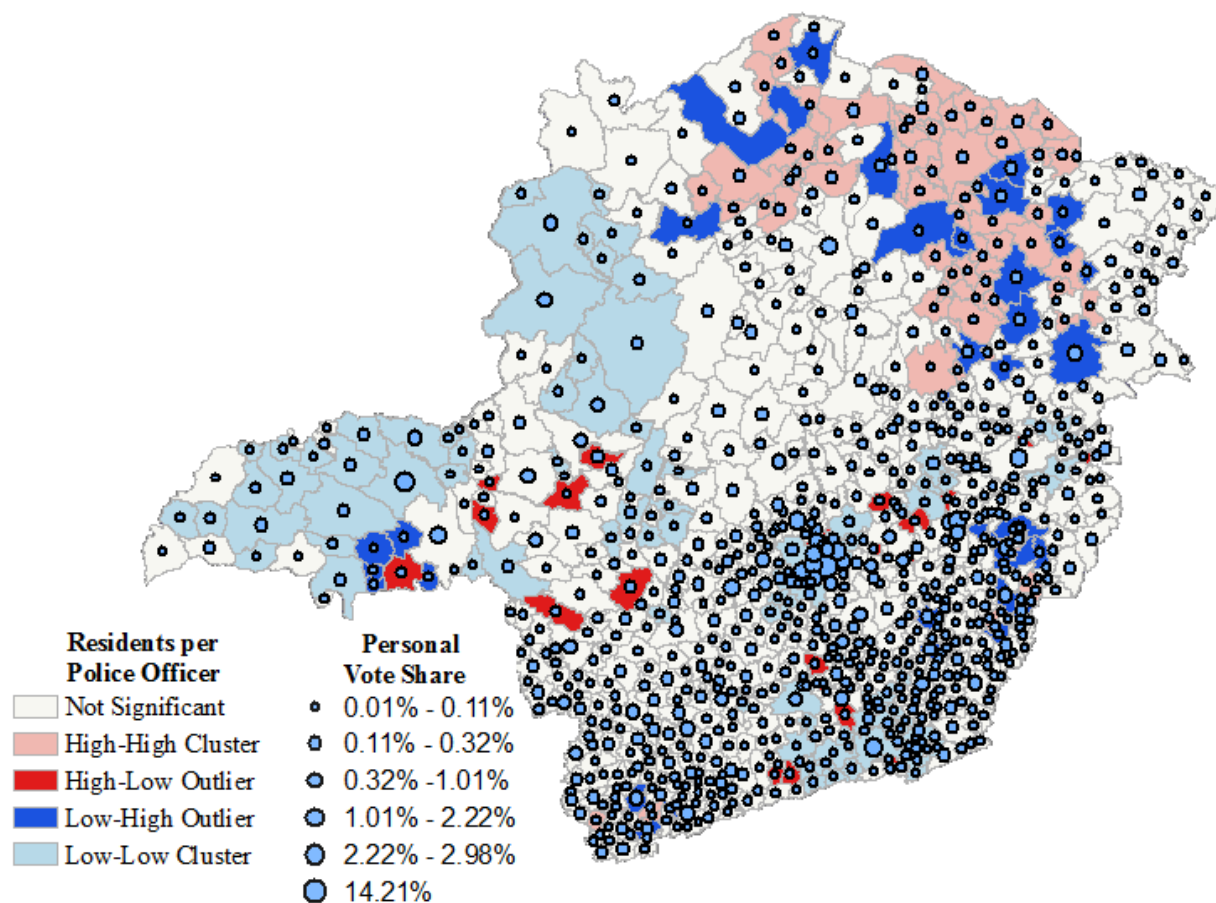 Residents per
Police Officer
Not Significant
High-High Cluster
High-Low Outlier
Low-High Outlier
Low-Low Cluster
Personal
Vote Share
0.01% - 0.11%
0.11% - 0.32%
0.32% -1.01%
1.01% - 2.22%
2.22% - 2.98%
14.21%